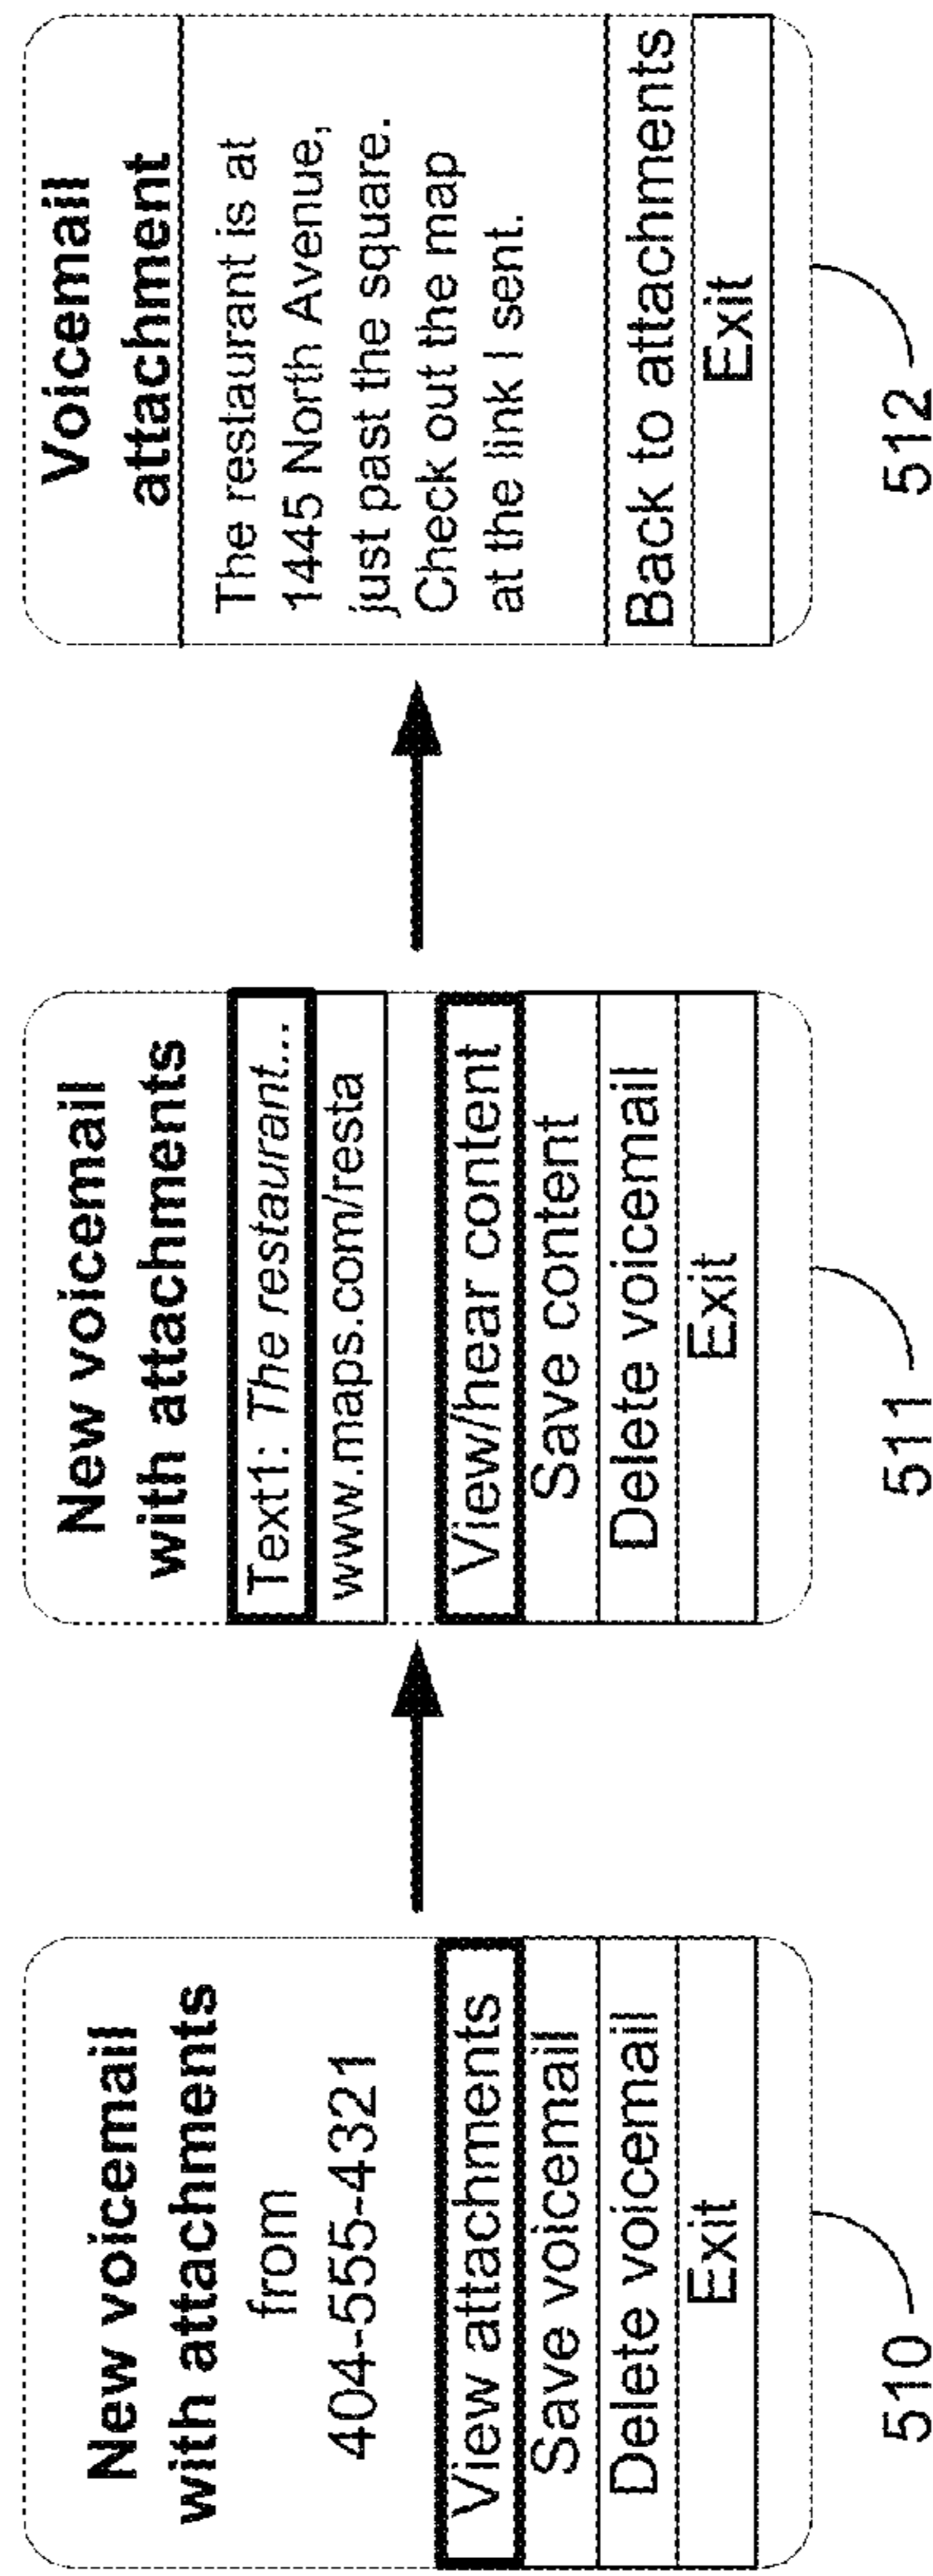 New voicemail
with attachments
from
404-555-4321
View attachments
Save voicemail
Delete voicemail
Exit
510
New voicemail
with attachments
Text1: The restaurant...
www.maps.com/resta
View/hear content
Save content
Delete voicemail
Exit
511
Voicemail
attachment
The restaurant is at
1445 North Avenue,
just past the square.
Check out the map
at the link I sent.
Back to attachments
Exit
512